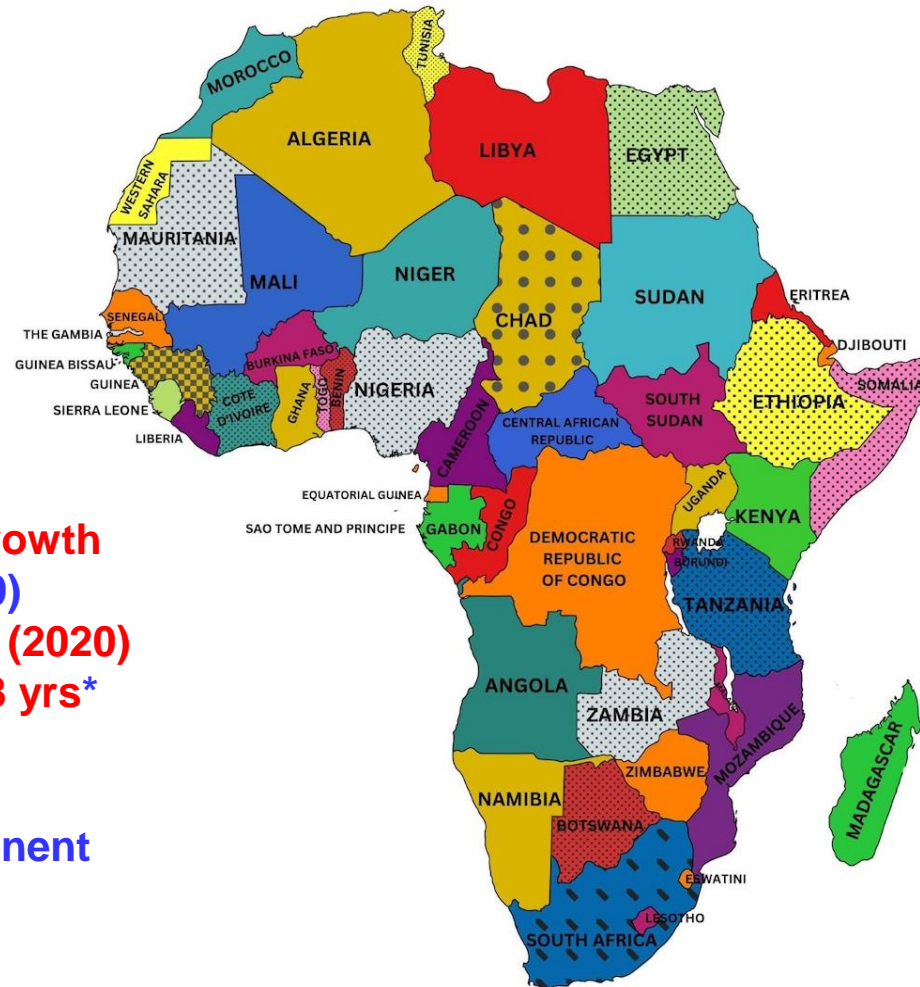 TUNISIA
MOROCCO
ALGERIA
LIBYA
EGYPT
WESTERN
SAHARA
MAURITANIA
MALI
NIGER
CHAD
SUDAN
ERITREA
SENEGAL
THE GAMBIA
DJIBOUTI
GUINEA BISSAU
BURKINA FASO
GUINEA
SOMALIA
SIERRA LEONE
COTE
D'IVOIRE
GHANA
TOGO
BENIN
NIGERIA
SOUTH
SUDAN
ETHIOPIA
LIBERIA
CAMEROON
CENTRAL AFRICAN
REPUBLIC
UGANDA
EQUATORIAL GUINEA
KENYA
SAO TOME AND PRINCIPE
GABON
CONGO
DEMOCRATIC
REPUBLIC
OF CONGO
RWANDA
BURUNDI
TANZANIA
owth
0)
(2020)
3 yrs*
ANGOLA
ZAMBIA
MOZAMBIQUE
MADAGASCAR
ZIMBABWE
NAMIBIA
BOTSWANA
nent
ESWATINI
LESOTHO
SOUTH AFRICA